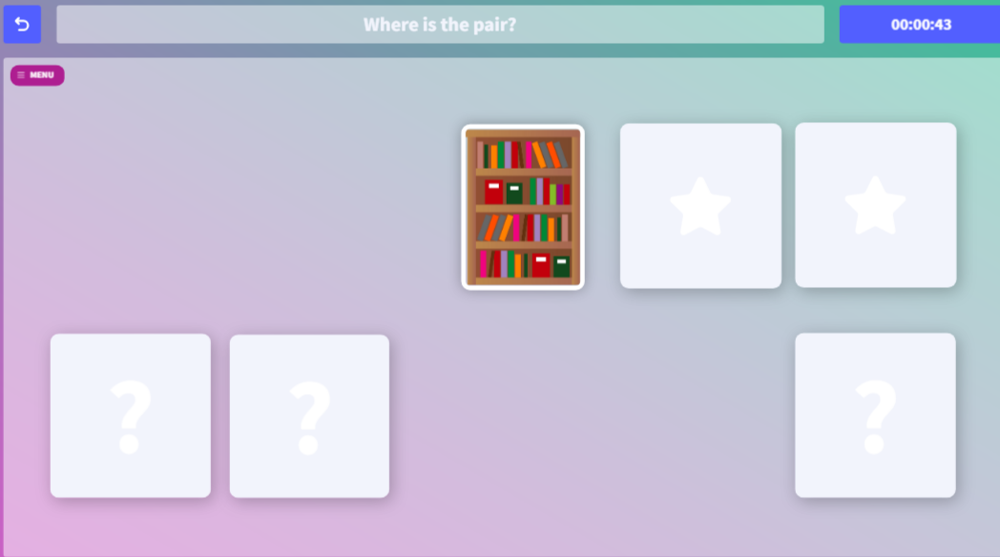 Where is the pair?
00:00:43
MENU
?
?
?